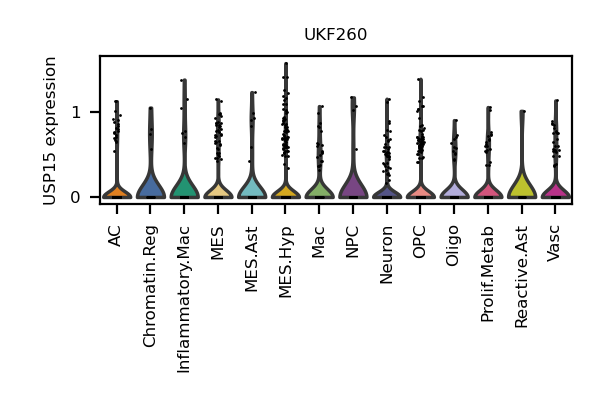 UKF260
USP15 expression
1
0
AC
Chromatin.Reg
Inflammatory.Mac
MES
MES.Ast
MES.Hyp
Mac
NPC
Neuron
OPC
Oligo
Prolif.Metab
Reactive.Ast
Vasc